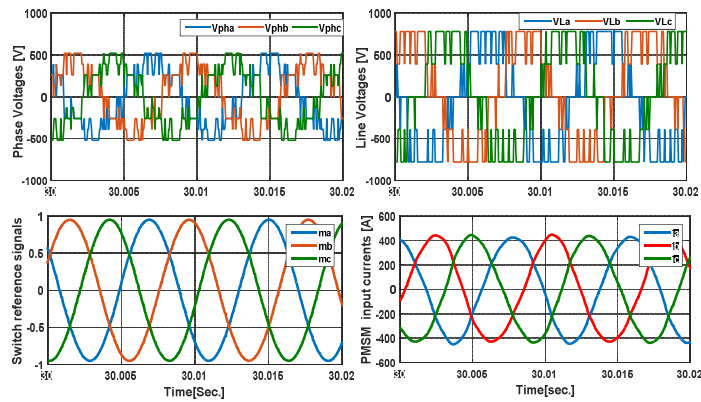 Phase Voltages [V]
1000
500
0
-500
-1000
Vpha Vphb Vphc
30.005 30.01 30.015 30.02
Line Voltages [V]
1000
500
0
-500
-1000
VLa VLb VLc
30.005 30.01 30.015 30.02
Switch reference signals
1
0.5
0
-0.5
-1
ma
mb
mc
30.005 30.01 30.015 30.02
Time[Sec.]
PMSM input currents [A]
600
400
200
0
-200
-400
-600
30.005 30.01 30.015 30.02
Time[Sec.]